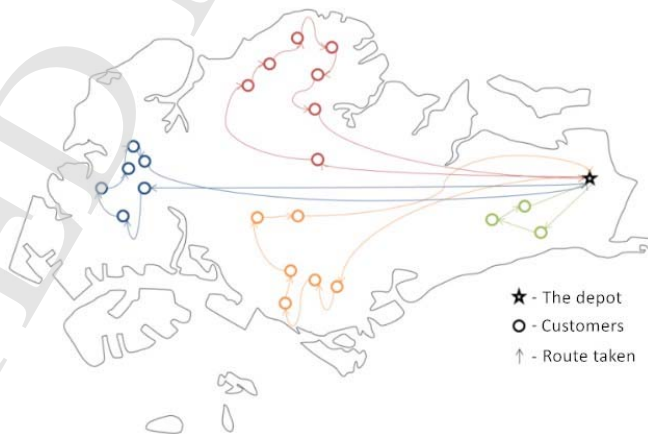 - The depot
- Customers
- Route taken